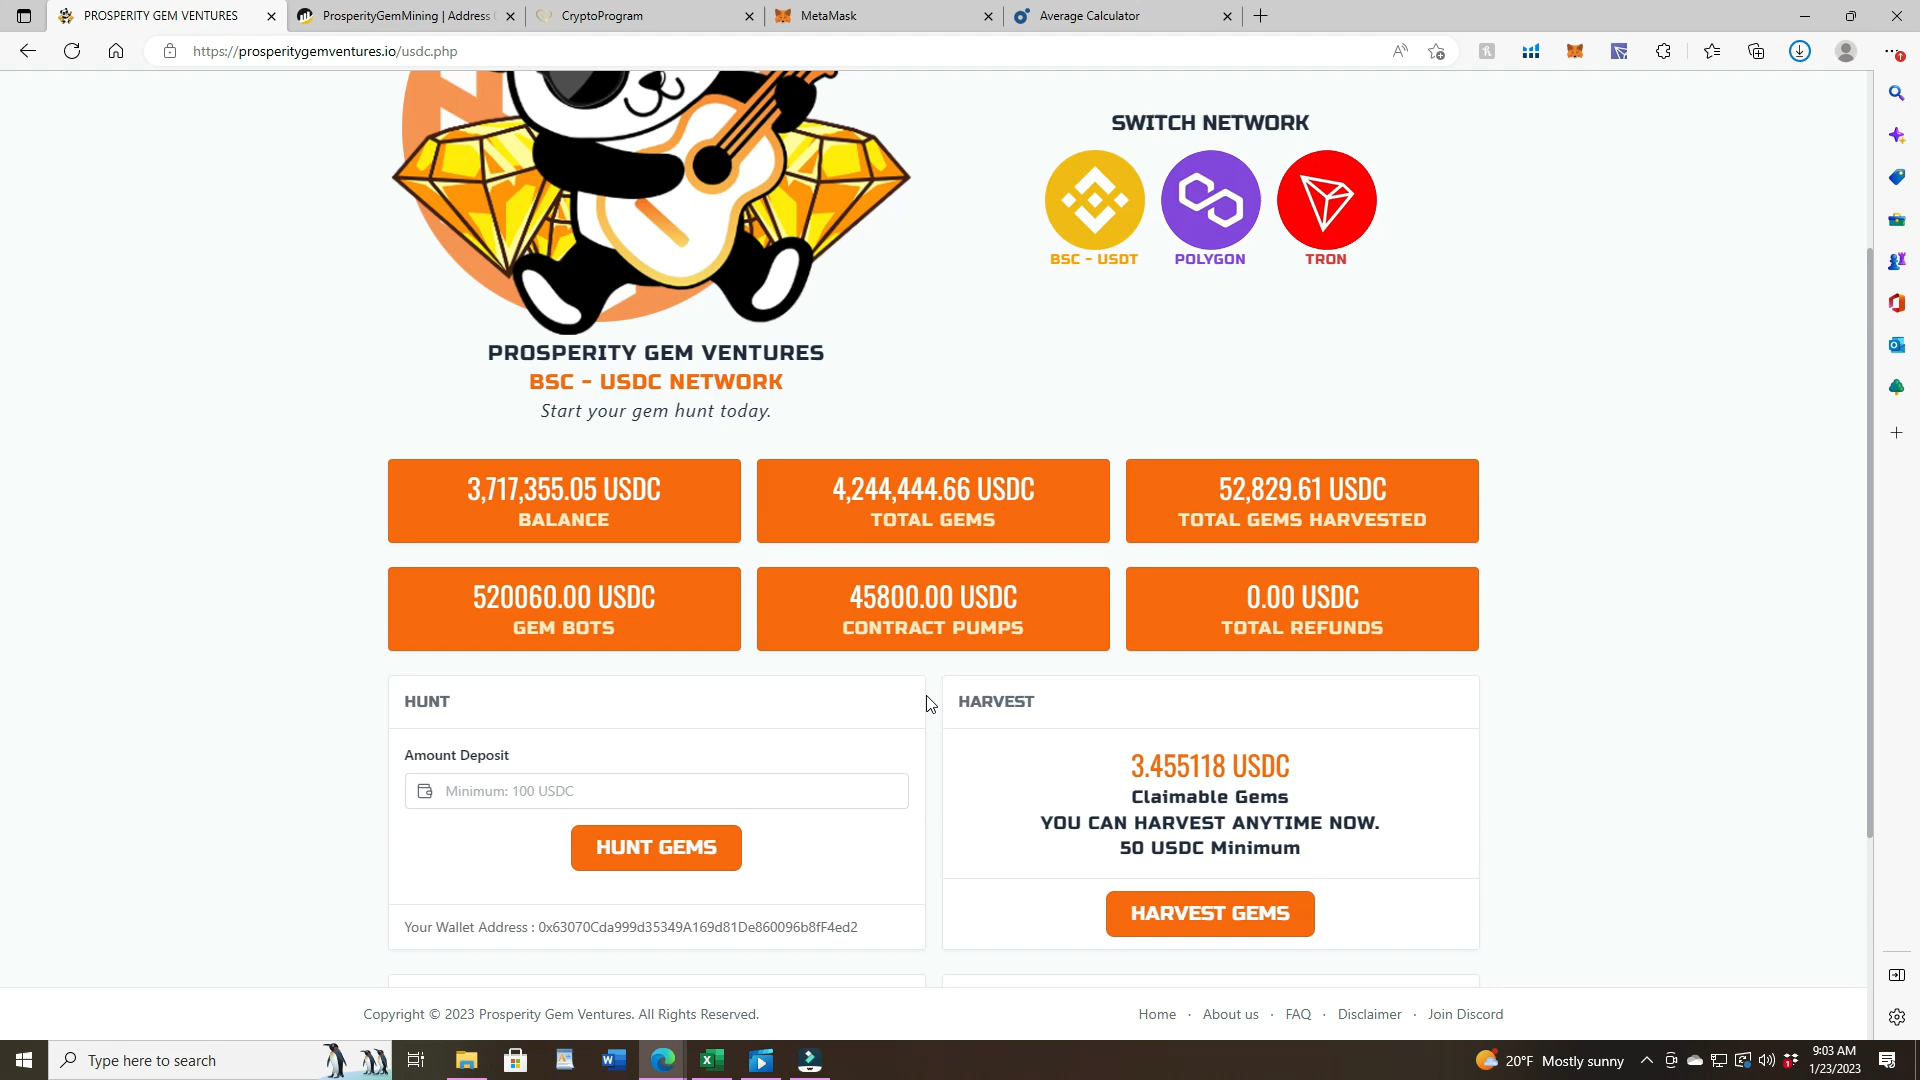 PROSPERITY GEM VENTURES
ProsperityGemMining | Address
CryptoProgram
MetaMask
Average Calculator
https://prosperitygemventures.io/usdc.php
SWITCH NETWORK
BSC - USDT
POLYGON
TRON
PROSPERITY GEM VENTURES
BSC - USDC NETWORK
Start your gem hunt today.
3,717,355.05 USDC
BALANCE
4,244,444.66 USDC
TOTAL GEMS
52,829.61 USDC
TOTAL GEMS HARVESTED
520060.00 USDC
GEM BOTS
45800.00 USDC
CONTRACT PUMPS
0.00 USDC
TOTAL REFUNDS
HUNT
Amount Deposit
Minimum: 100 USDC
HUNT GEMS
Your Wallet Address : 0x63070Cda999d35349A169d81De860096b8fF4ed2
HARVEST
3.455118 USDC
Claimable Gems
YOU CAN HARVEST ANYTIME NOW.
50 USDC Minimum
HARVEST GEMS
Copyright © 2023 Prosperity Gem Ventures. All Rights Reserved.
Home · About us · FAQ · Disclaimer · Join Discord
Type here to search
20°F Mostly sunny
9:03 AM
1/23/2023